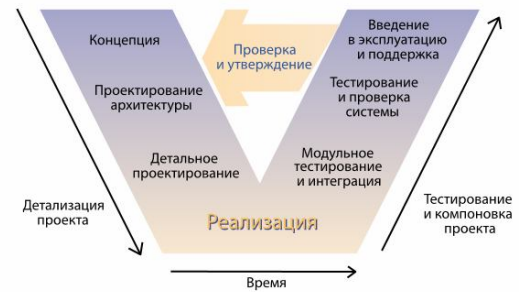 Концепция
Проектирование
архитектуры
Детальное
проектирование
Проверка
и утверждение
Введение
в эксплуатацию
и поддержка
Тестирование
и проверка
системы
Модульное
тестирование
и интеграция
Реализация
Детализация
проекта
Тестирование
и компоновка
проекта
Время